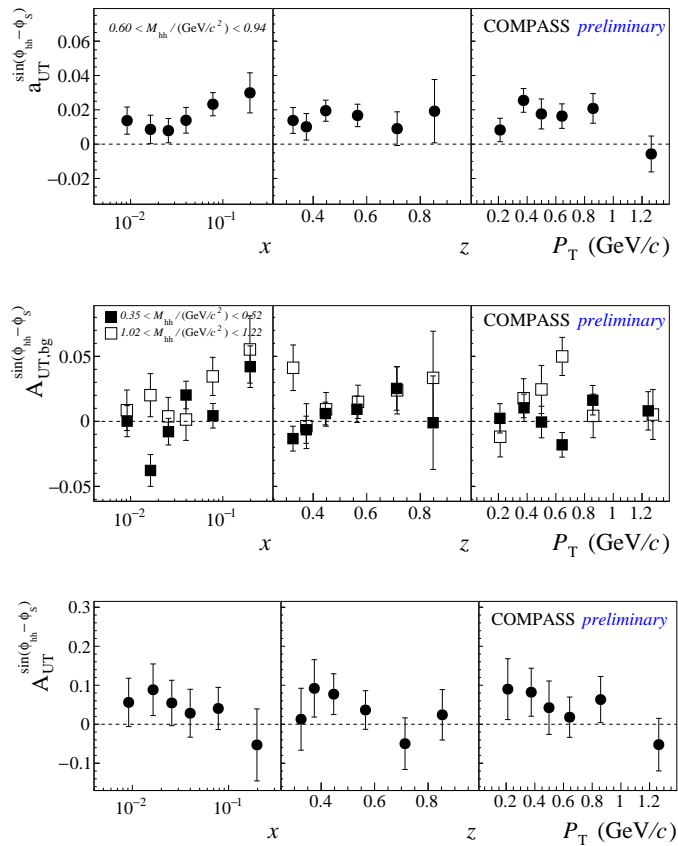 a_UT^sin(ϕ_hh−ϕ_S)
0.60 < M_hh / (GeV/c²) < 0.94
COMPASS preliminary
0.06
0.04
0.02
0
−0.02
10⁻² 10⁻¹ 0.4 0.6 0.8 0.2 0.4 0.6 0.8 1 1.2
x z P_T (GeV/c)
A_UT,bg^sin(ϕ_hh−ϕ_S)
0.35 < M_hh / (GeV/c²) < 0.52
1.02 < M_hh / (GeV/c²) < 1.22
COMPASS preliminary
0.05
0
−0.05
10⁻² 10⁻¹ 0.4 0.6 0.8 0.2 0.4 0.6 0.8 1 1.2
x z P_T (GeV/c)
A_UT^sin(ϕ_hh−ϕ_S)
COMPASS preliminary
0.3
0.2
0.1
0
−0.1
10⁻² 10⁻¹ 0.4 0.6 0.8 0.2 0.4 0.6 0.8 1 1.2
x z P_T (GeV/c)